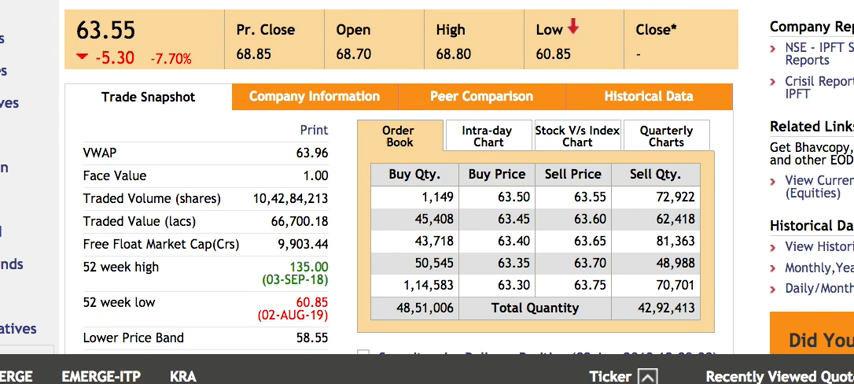 63.55
-5.30 -7.70%
Pr. Close Open High Low Close*
68.85 68.70 68.80 60.85 -
Trade Snapshot Company Information Peer Comparison Historical Data
Print
VWAP 63.96
Face Value 1.00
Traded Volume (shares) 10,42,84,213
Traded Value (lacs) 66,700.18
Free Float Market Cap(Crs) 9,903.44
52 week high 135.00
(03-SEP-18)
52 week low 60.85
(02-AUG-19)
Lower Price Band 58.55
Order
Book
Intra-day
Chart
Stock V/s Index
Chart
Quarterly
Charts
Buy Qty. Buy Price Sell Price Sell Qty.
1,149 63.50 63.55 72,922
45,408 63.45 63.60 62,418
43,718 63.40 63.65 81,363
50,545 63.35 63.70 48,988
1,14,583 63.30 63.75 70,701
48,51,006 Total Quantity 42,92,413
Company Rep
NSE - IPFT S
Reports
Crisil Report
IPFT
Related Links
Get Bhavcopy,
and other EOD
View Curren
(Equities)
Historical Da
View Histori
Monthly,Yea
Daily/Month
Did You
s
es
ves
n
l
nds
atives
ERGE EMERGE-ITP KRA Ticker Recently Viewed Quot